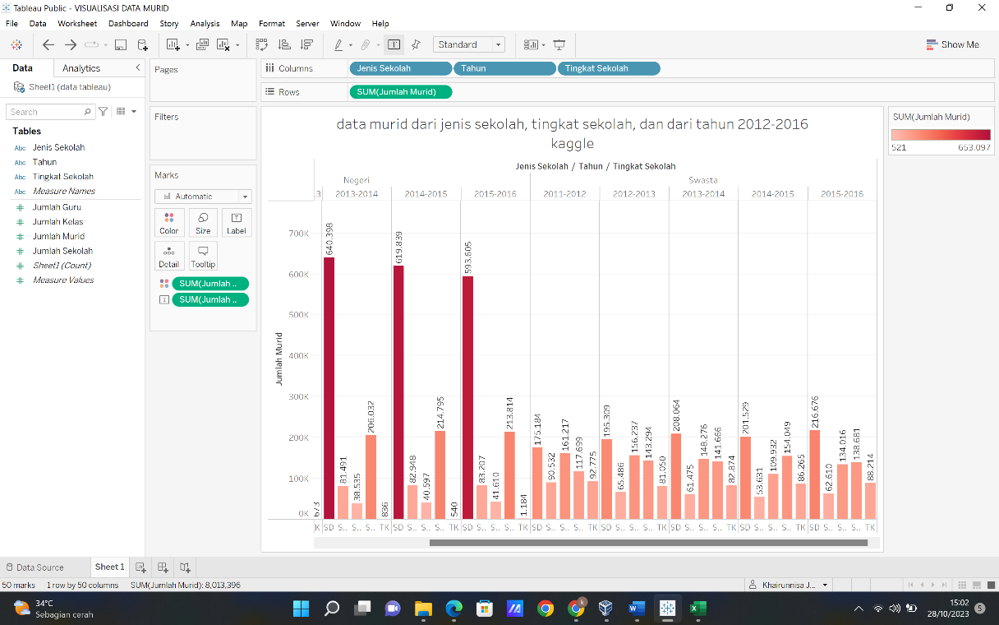 Tableau Public - VISUALISASI DATA MURID
File Data Worksheet Dashboard Story Analysis Map Format Server Window Help
Standard
Show Me
Data Analytics
Sheet1 (data tableau)
Search
Tables
Abc Jenis Sekolah
Abc Tahun
Abc Tingkat Sekolah
Abc Measure Names
# Jumlah Guru
# Jumlah Kelas
# Jumlah Murid
# Jumlah Sekolah
# Sheet1 (Count)
# Measure Values
Pages
Filters
Marks
Automatic
Color Size Label
Detail Tooltip
SUM(Jumlah ..
SUM(Jumlah ..
Columns Jenis Sekolah Tahun Tingkat Sekolah
Rows SUM(Jumlah Murid)
data murid dari jenis sekolah, tingkat sekolah, dan dari tahun 2012-2016
kaggle
Jenis Sekolah / Tahun / Tingkat Sekolah
Negeri Swasta
3 2013-2014 2014-2015 2015-2016 2011-2012 2012-2013 2013-2014 2014-2015 2015-2016
Jumlah Murid
700K
600K
500K
400K
300K
200K
100K
0K
673 640.398 81.491 38.535 206.032 836 619.839 82.948 40.597 214.795 540 593.605 83.207 41.610 213.814 1.184 175.184 90.532 161.217 117.699 92.775 195.309 65.486 156.237 143.294 81.050 208.064 61.475 148.276 141.666 82.874 201.529 53.631 109.932 154.049 86.265 216.676 62.610 134.016 138.681 88.214
K SD S.. S.. S.. TK SD S.. S.. S.. TK SD S.. S.. S.. TK SD S.. S.. S.. TK SD S.. S.. S.. TK SD S.. S.. S.. TK SD S.. S.. S.. TK SD S.. S.. S.. TK
SUM(Jumlah Murid)
521 653.097
Data Source Sheet 1
50 marks 1 row by 50 columns SUM(Jumlah Murid): 8,013,396
Khairunnisa J...
34°C
Sebagian cerah
15:02
28/10/2023
5